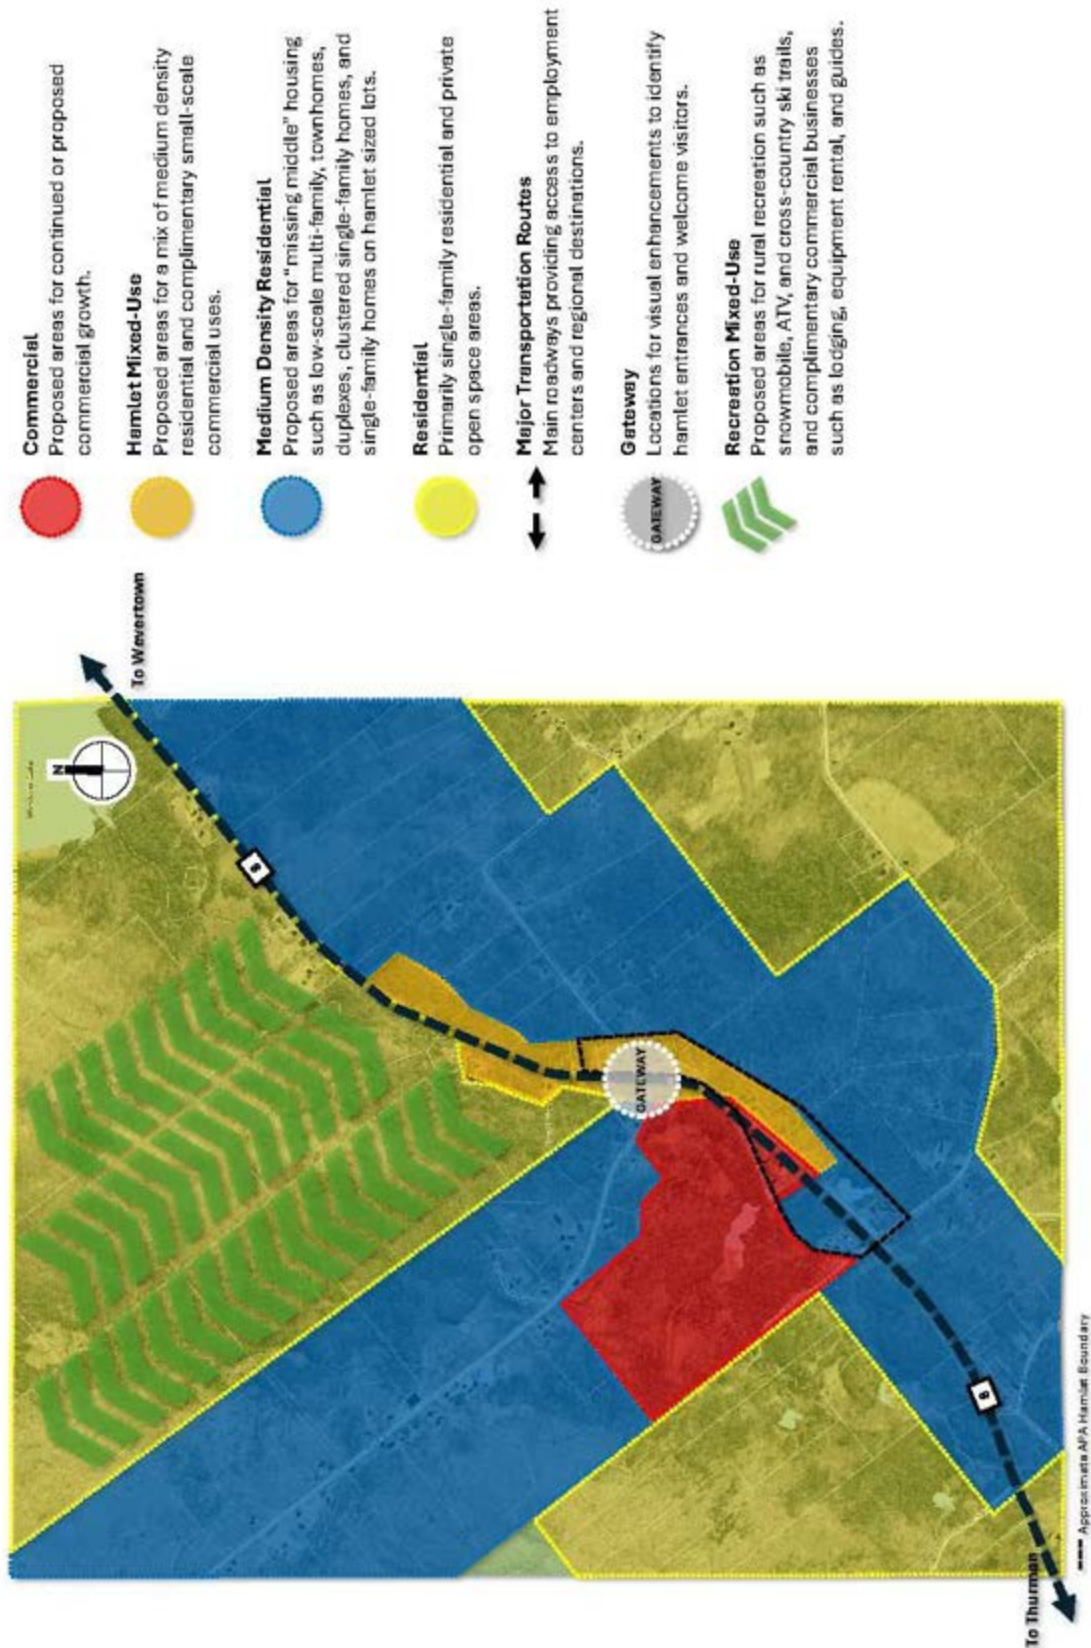 Commercial
Proposed areas for continued or proposed
commercial growth.
Hamlet Mixed-Use
Proposed areas for a mix of medium density
residential and complimentary small-scale
commercial uses.
Medium Density Residential
Proposed areas for "missing middle" housing
such as low-scale multi-family, townhomes,
duplexes, clustered single-family homes, and
single-family homes on hamlet sized lots.
Residential
Primarily single-family residential and private
open space areas.
Major Transportation Routes
Main roadways providing access to employment
centers and regional destinations.
GATEWAY
Gateway
Locations for visual enhancements to identify
hamlet entrances and welcome visitors.
Recreation Mixed-Use
Proposed areas for rural recreation such as
snowmobile, ATV, and cross-country ski trails,
and complimentary commercial businesses
such as lodging, equipment rental, and guides.
To Wevertown
N
8
GATEWAY
8
To Thurman
Approximate APA Hamlet Boundary